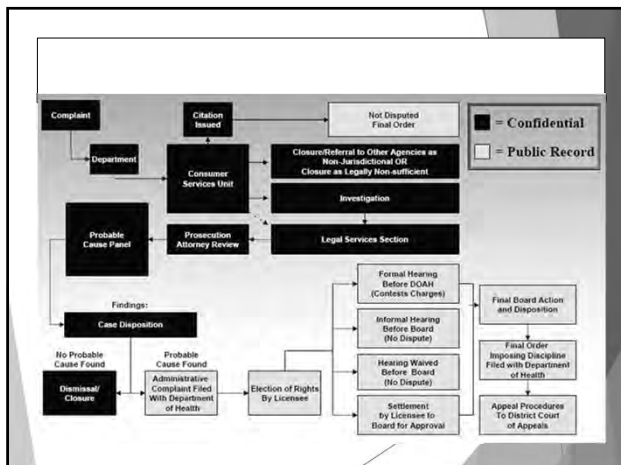 Complaint
Department
Citation
Issued
Not Disputed
Final Order
= Confidential
= Public Record
Consumer
Services Unit
Closure/Referral to Other Agencies as
Non-Jurisdictional OR
Closure as Legally Non-sufficient
Investigation
Legal Services Section
Prosecution
Attorney Review
Probable
Cause Panel
Findings:
Case Disposition
No Probable
Cause Found
Dismissal/
Closure
Probable
Cause Found
Administrative
Complaint Filed
With Department
of Health
Election of Rights
By Licensee
Formal Hearing
Before DOAH
(Contests Charges)
Informal Hearing
Before Board
(No Dispute)
Hearing Waived
Before Board
(No Dispute)
Settlement
by Licensee to
Board for Approval
Final Board Action
and Disposition
Final Order
Imposing Discipline
Filed with Department
of Health
Appeal Procedures
To District Court
of Appeals